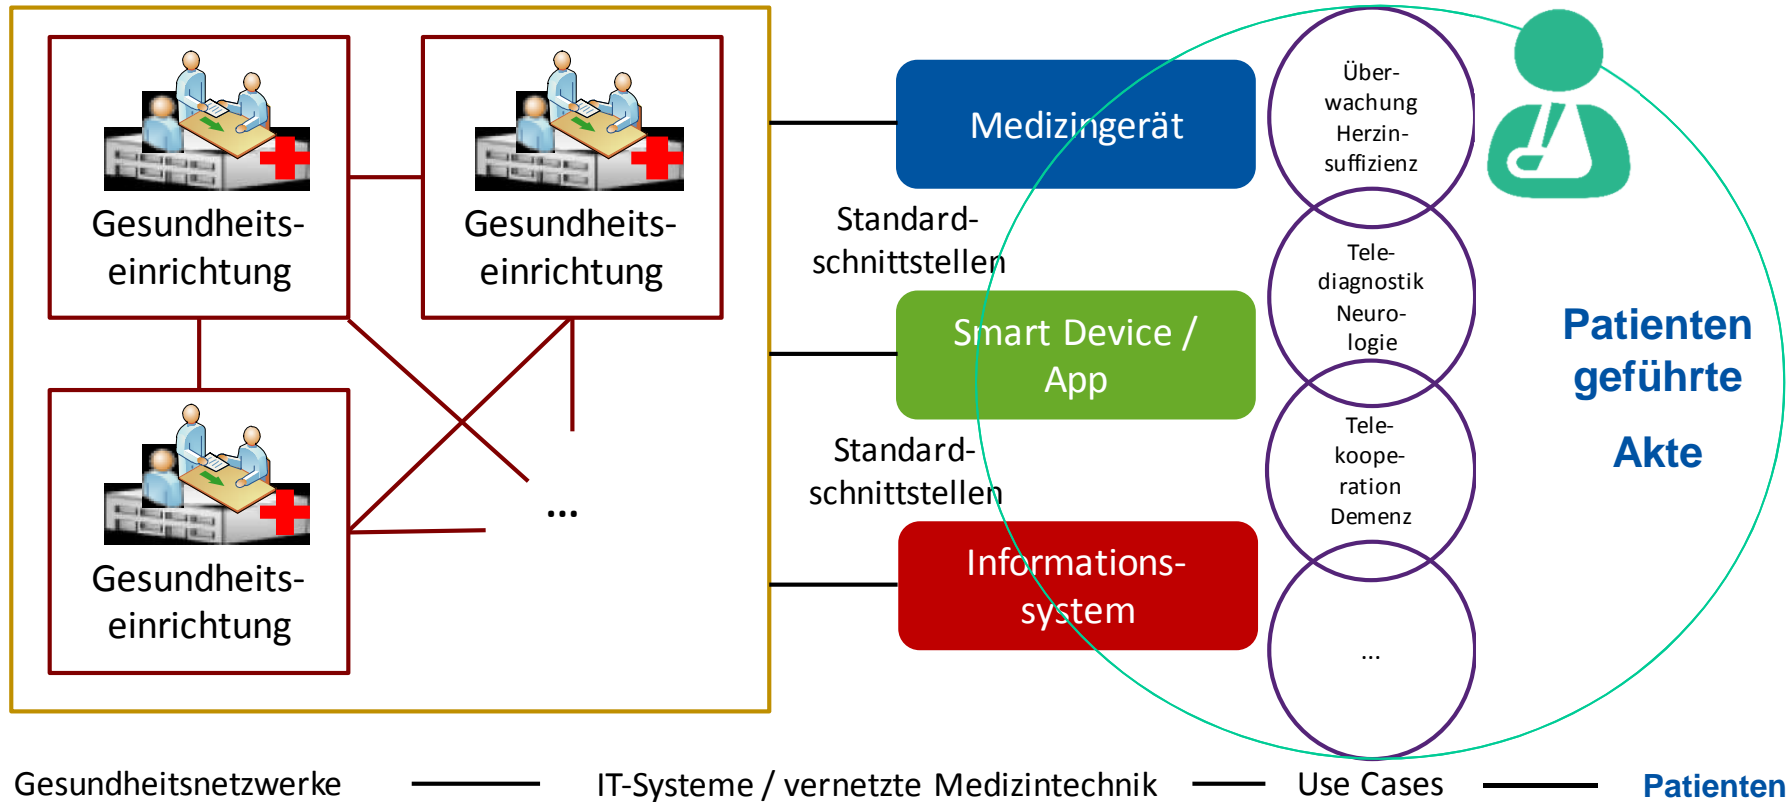 Gesundheits-
einrichtung
Gesundheits-
einrichtung
Gesundheits-
einrichtung
...
Medizingerät
Standard-
schnittstellen
Smart Device /
App
Standard-
schnittstellen
Informations-
system
Über-
wachung
Herzin-
suffizienz
Tele-
diagnostik
Neuro-
logie
Tele-
koope-
ration
Demenz
...
Patienten
geführte
Akte
Gesundheitsnetzwerke
IT-Systeme / vernetzte Medizintechnik
Use Cases
Patienten